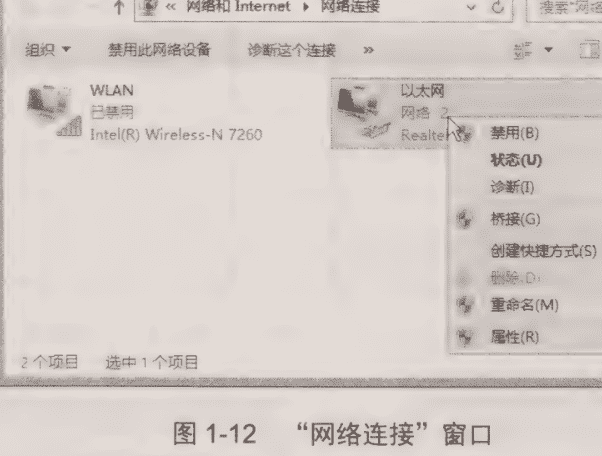 ↑ « 网络和 Internet ▸ 网络连接
搜索"网络
组织 ▼ 禁用此网络设备 诊断这个连接 »
WLAN
已禁用
Intel(R) Wireless-N 7260
以太网
网络 2
Realte
禁用(B)
状态(U)
诊断(I)
桥接(G)
创建快捷方式(S)
删除(D)
重命名(M)
属性(R)
2 个项目 选中 1 个项目
图 1-12 “网络连接”窗口